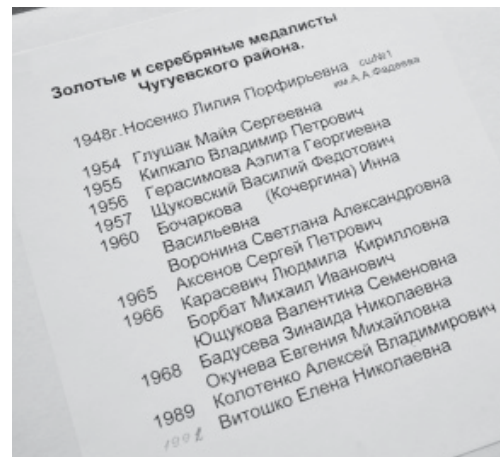 Золотые и серебряные медалисты
Чугуевского района.
1948г.Носенко Лилия Порфирьевна сш№1
им.А.А.Фадеева
1954 Глушак Майя Сергеевна
1955 Кипкало Владимир Петрович
1956 Герасимова Аэлита Георгиевна
1957 Щуковский Василий Федотович
1960 Бочаркова (Кочергина) Инна
Васильевна
Воронина Светлана Александровна
1965 Аксенов Сергей Петрович
1966 Карасевич Людмила Кирилловна
Борбат Михаил Иванович
Ющукова Валентина Семеновна
1968 Бадусева Зинаида Николаевна
Окунева Евгения Михайловна
1989 Колотенко Алексей Владимирович
Витошко Елена Николаевна